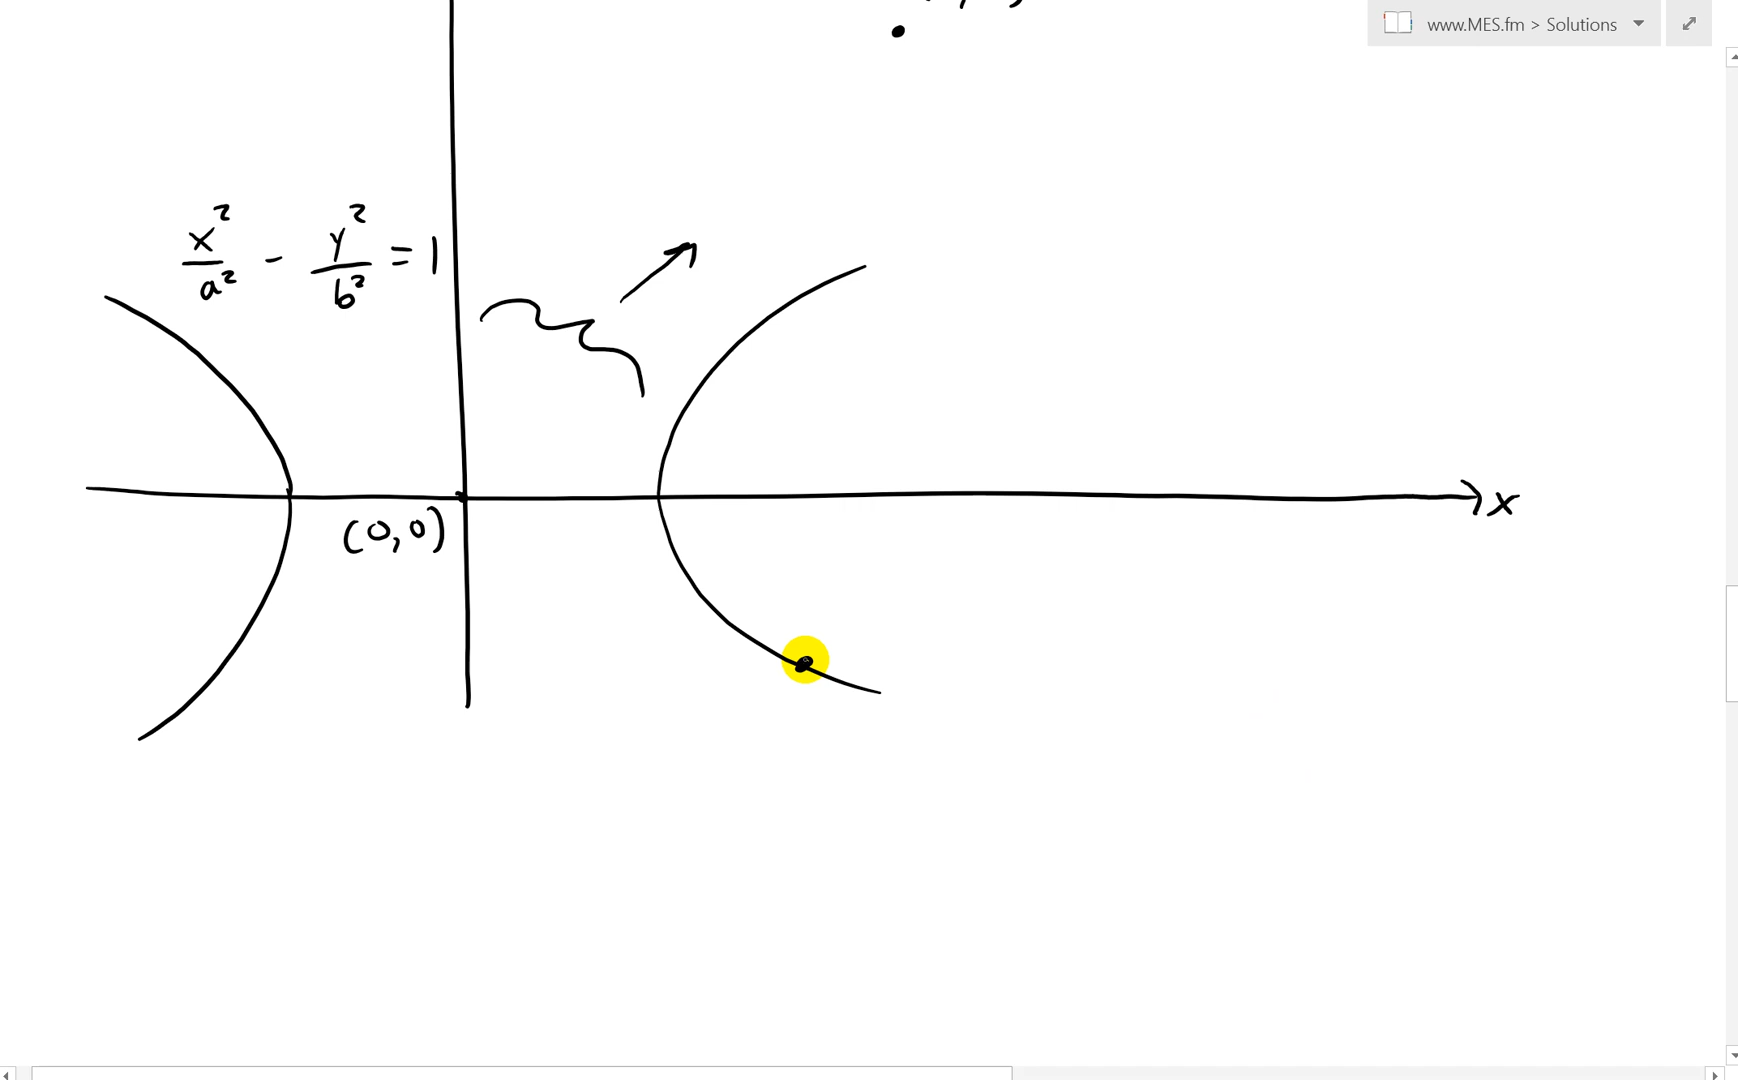 www.MES.fm > Solutions
x²/a² - y²/b² = 1
(0,0)
x